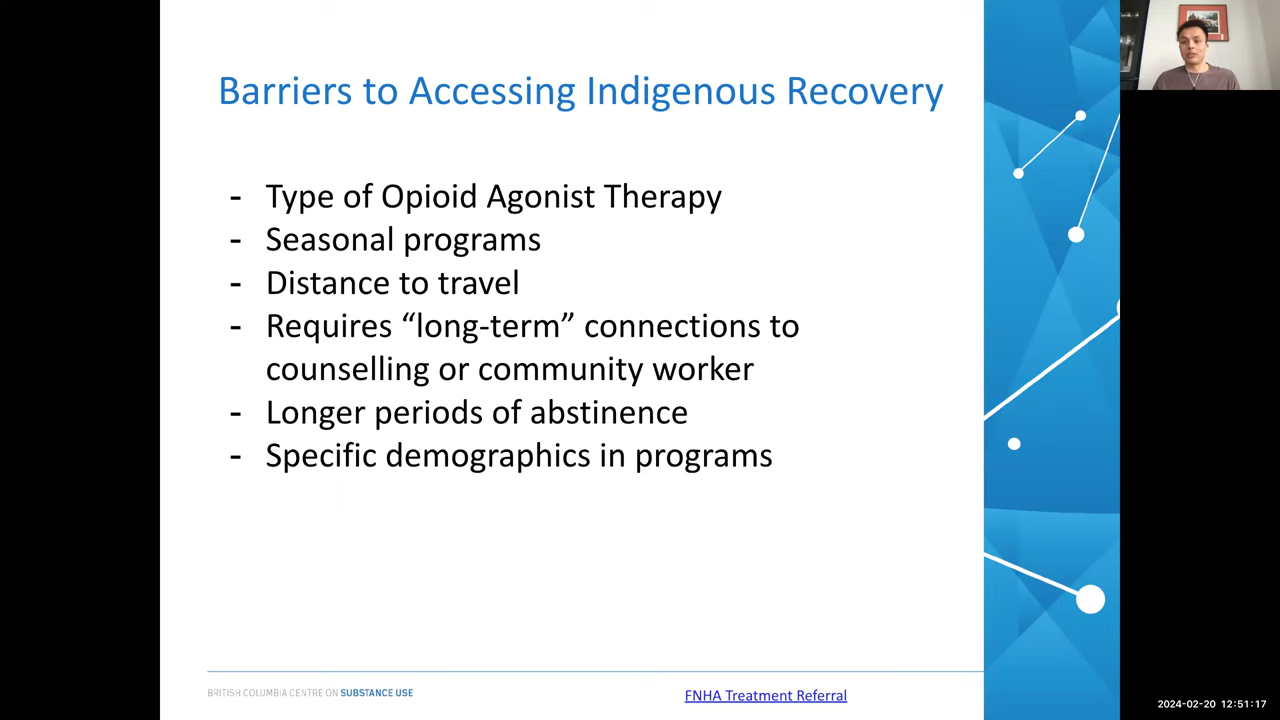 Barriers to Accessing Indigenous Recovery
- Type of Opioid Agonist Therapy
- Seasonal programs
- Distance to travel
- Requires “long-term” connections to
counselling or community worker
- Longer periods of abstinence
- Specific demographics in programs
BRITISH COLUMBIA CENTRE ON SUBSTANCE USE
FNHA Treatment Referral
2024-02-20 12:51:17